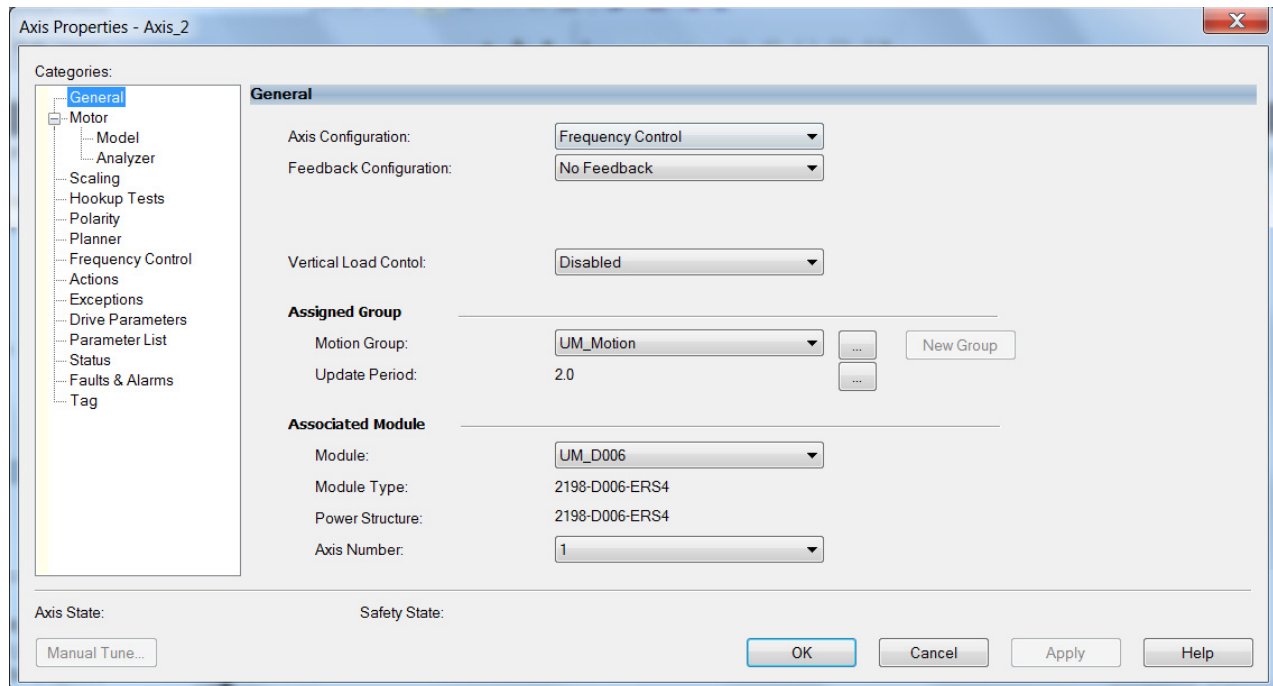 Axis Properties - Axis_2
X
Categories:
General
Motor
Model
Analyzer
Scaling
Hookup Tests
Polarity
Planner
Frequency Control
Actions
Exceptions
Drive Parameters
Parameter List
Status
Faults & Alarms
Tag
General
Axis Configuration: Frequency Control
Feedback Configuration: No Feedback
Vertical Load Contol: Disabled
Assigned Group
Motion Group: UM_Motion ... New Group
Update Period: 2.0 ...
Associated Module
Module: UM_D006
Module Type: 2198-D006-ERS4
Power Structure: 2198-D006-ERS4
Axis Number: 1
Axis State: Safety State:
Manual Tune... OK Cancel Apply Help